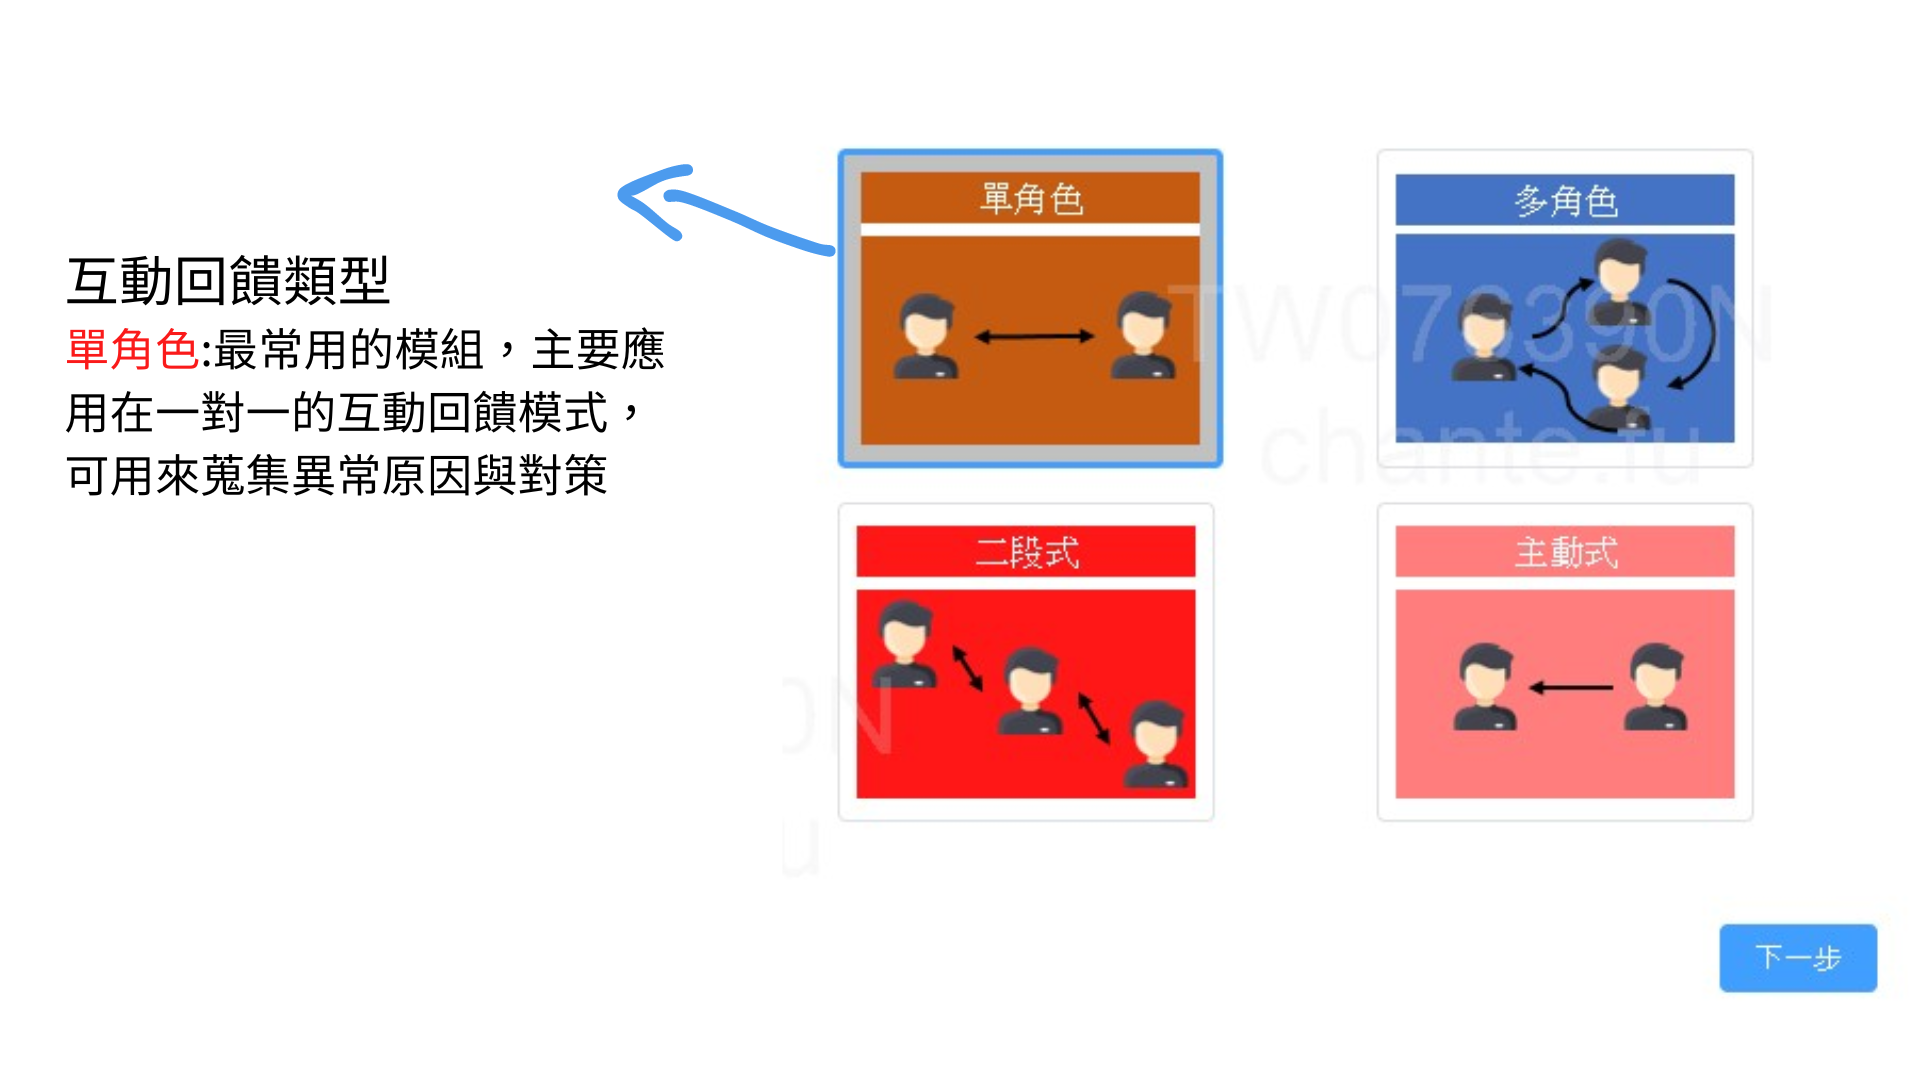 互動回饋類型
單角色:最常用的模組，主要應
用在一對一的互動回饋模式，
可用來蒐集異常原因與對策
單角色
多角色
TW076390N
chante.fu
二段式
主動式
0N
u
下一步